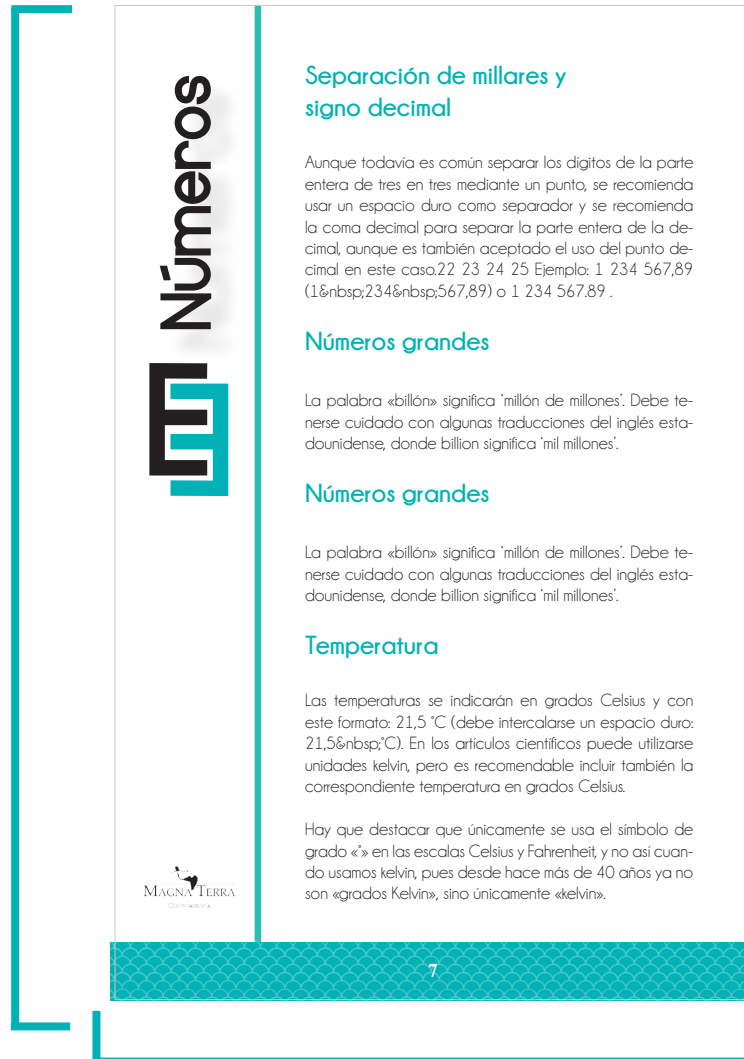 Números
Separación de millares y
signo decimal
Aunque todavía es común separar los dígitos de la parte
entera de tres en tres mediante un punto, se recomienda
usar un espacio duro como separador y se recomienda
la coma decimal para separar la parte entera de la de-
cimal, aunque es también aceptado el uso del punto de-
cimal en este caso.22 23 24 25 Ejemplo: 1 234 567,89
(1&nbsp;234&nbsp;567,89) o 1 234 567.89 .
Números grandes
La palabra «billón» significa ‘millón de millones’. Debe te-
nerse cuidado con algunas traducciones del inglés esta-
dounidense, donde billion significa ‘mil millones’.
Números grandes
La palabra «billón» significa ‘millón de millones’. Debe te-
nerse cuidado con algunas traducciones del inglés esta-
dounidense, donde billion significa ‘mil millones’.
Temperatura
Las temperaturas se indicarán en grados Celsius y con
este formato: 21,5 °C (debe intercalarse un espacio duro:
21,5&nbsp;°C). En los artículos científicos puede utilizarse
unidades kelvin, pero es recomendable incluir también la
correspondiente temperatura en grados Celsius.
Hay que destacar que únicamente se usa el símbolo de
grado «°» en las escalas Celsius y Fahrenheit, y no así cuan-
do usamos kelvin, pues desde hace más de 40 años ya no
son «grados Kelvin», sino únicamente «kelvin».
MAGNA TERRA
7